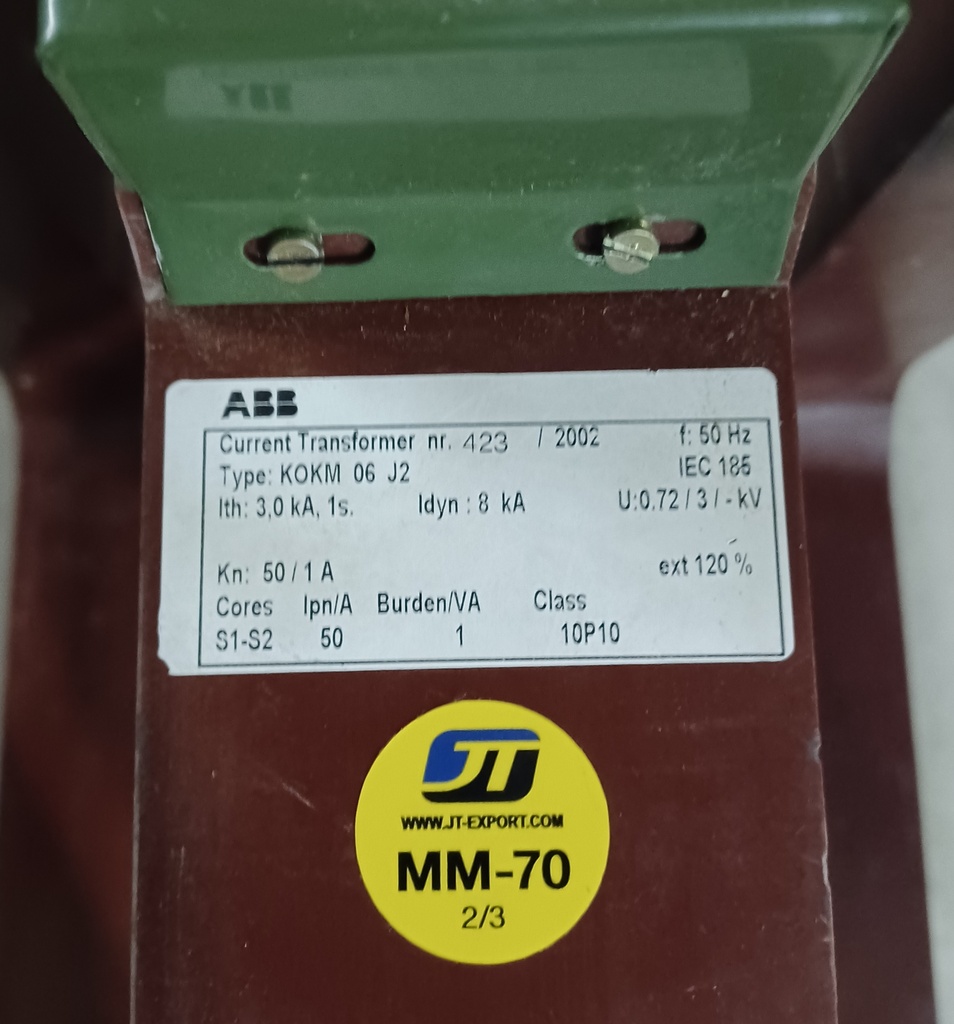 ABB
Current Transformer nr. 423 / 2002 f: 50 Hz
Type: KOKM 06 J2 IEC 185
Ith: 3,0 kA, 1s. Idyn : 8 kA U:0.72 / 3 / - kV
Kn: 50 / 1 A ext 120 %
Cores Ipn/A Burden/VA Class
S1-S2 50 1 10P10
JT
WWW.JT-EXPORT.COM
MM-70
2/3